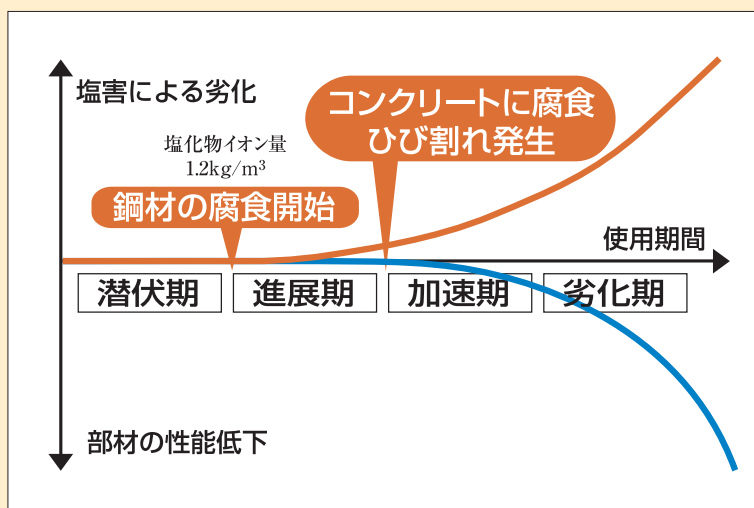 塩害による劣化
塩化物イオン量
1.2kg/m³
鋼材の腐食開始
コンクリートに腐食
ひび割れ発生
使用期間
潜伏期
進展期
加速期
劣化期
部材の性能低下